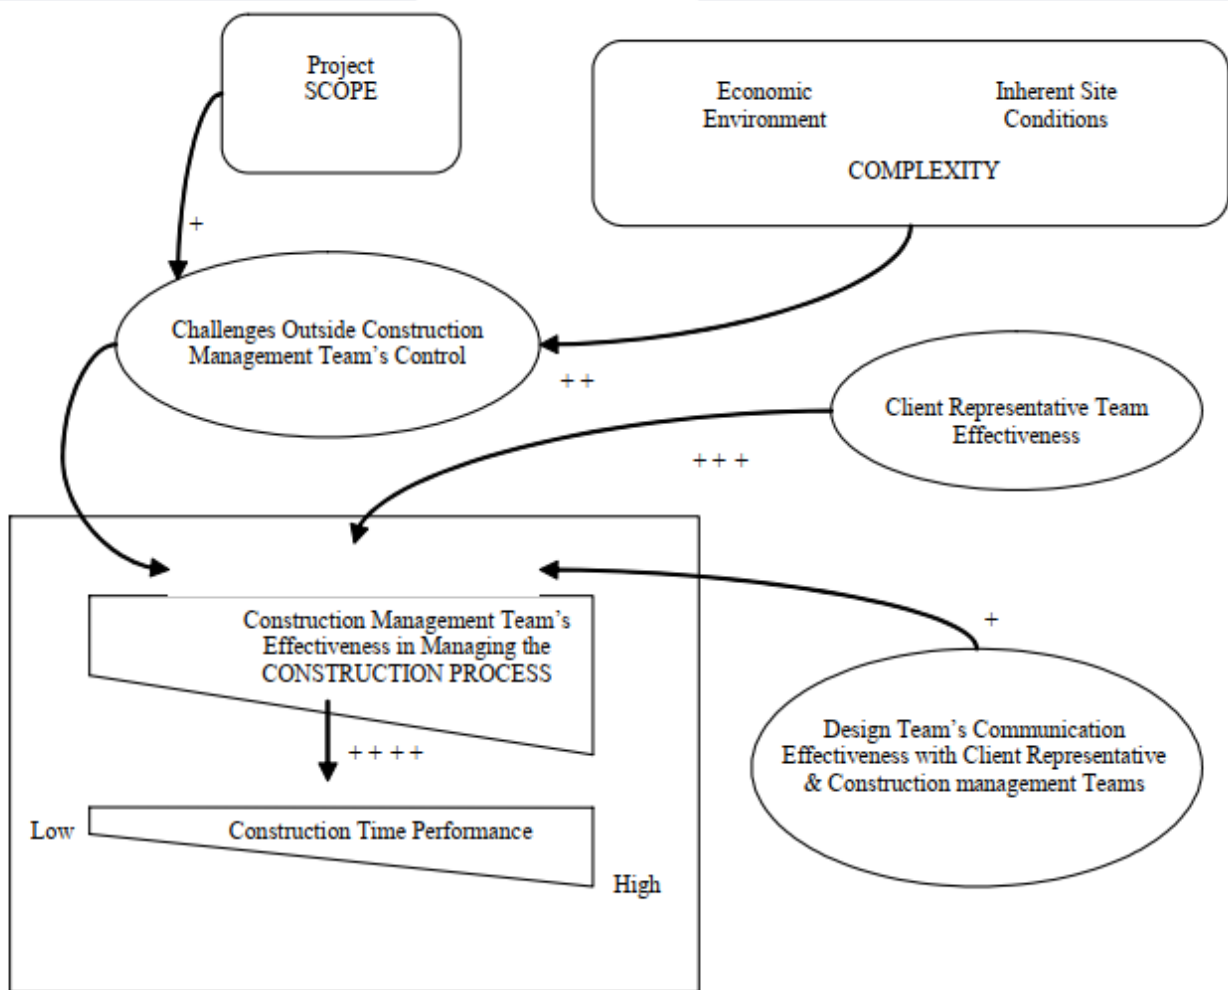 Project
SCOPE
Economic
Environment
Inherent Site
Conditions
COMPLEXITY
+
Challenges Outside Construction
Management Team's Control
+ +
Client Representative Team
Effectiveness
+ + +
Construction Management Team's
Effectiveness in Managing the
CONSTRUCTION PROCESS
+
+ + + +
Design Team's Communication
Effectiveness with Client Representative
& Construction management Teams
Low
Construction Time Performance
High